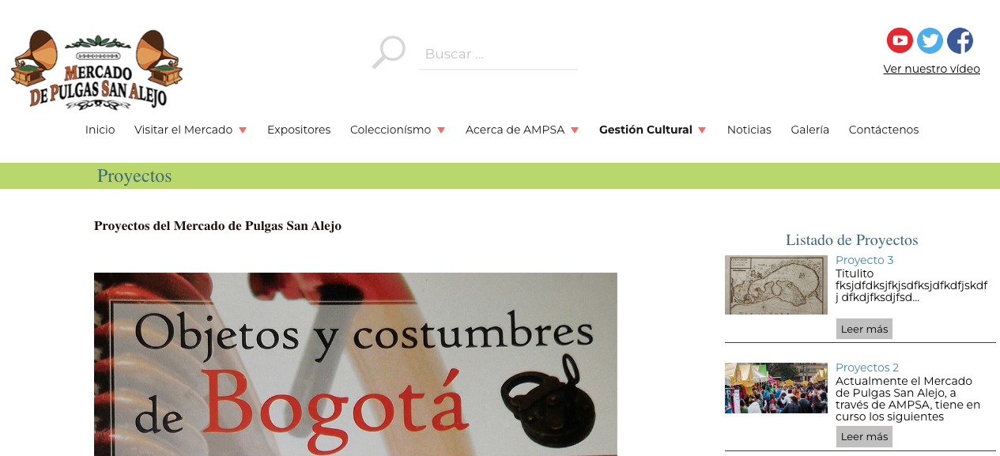 MERCADO
DE PULGAS SAN ALEJO
Buscar ...
Ver nuestro vídeo
Inicio Visitar el Mercado Expositores Coleccionísmo Acerca de AMPSA Gestión Cultural Noticias Galería Contáctenos
Proyectos
Proyectos del Mercado de Pulgas San Alejo
Objetos y costumbres
de Bogotá
Listado de Proyectos
Proyecto 3
Titulito
fksjdfdksjfkjsdfksjdfkdfjskdf
j dfkdjfksdjfsd...
Leer más
Proyectos 2
Actualmente el Mercado
de Pulgas San Alejo, a
través de AMPSA, tiene en
curso los siguientes
Leer más